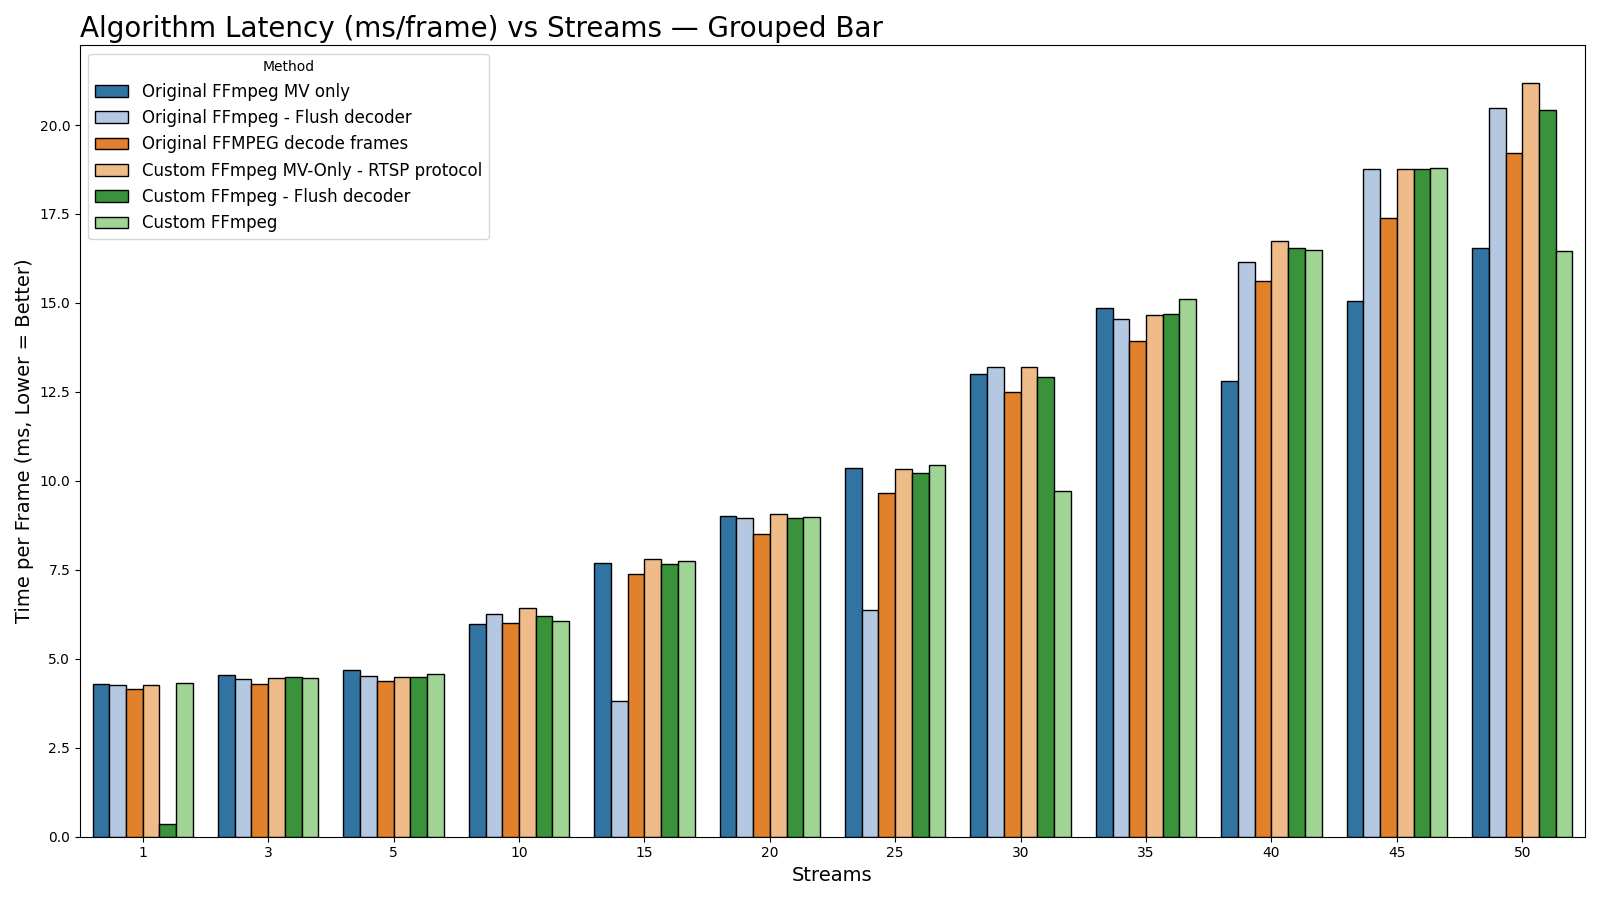 Algorithm Latency (ms/frame) vs Streams — Grouped Bar
Method
Original FFmpeg MV only
Original FFmpeg - Flush decoder
Original FFMPEG decode frames
Custom FFmpeg MV-Only - RTSP protocol
Custom FFmpeg - Flush decoder
Custom FFmpeg
Time per Frame (ms, Lower = Better)
20.0
17.5
15.0
12.5
10.0
7.5
5.0
2.5
0.0
1 3 5 10 15 20 25 30 35 40 45 50
Streams